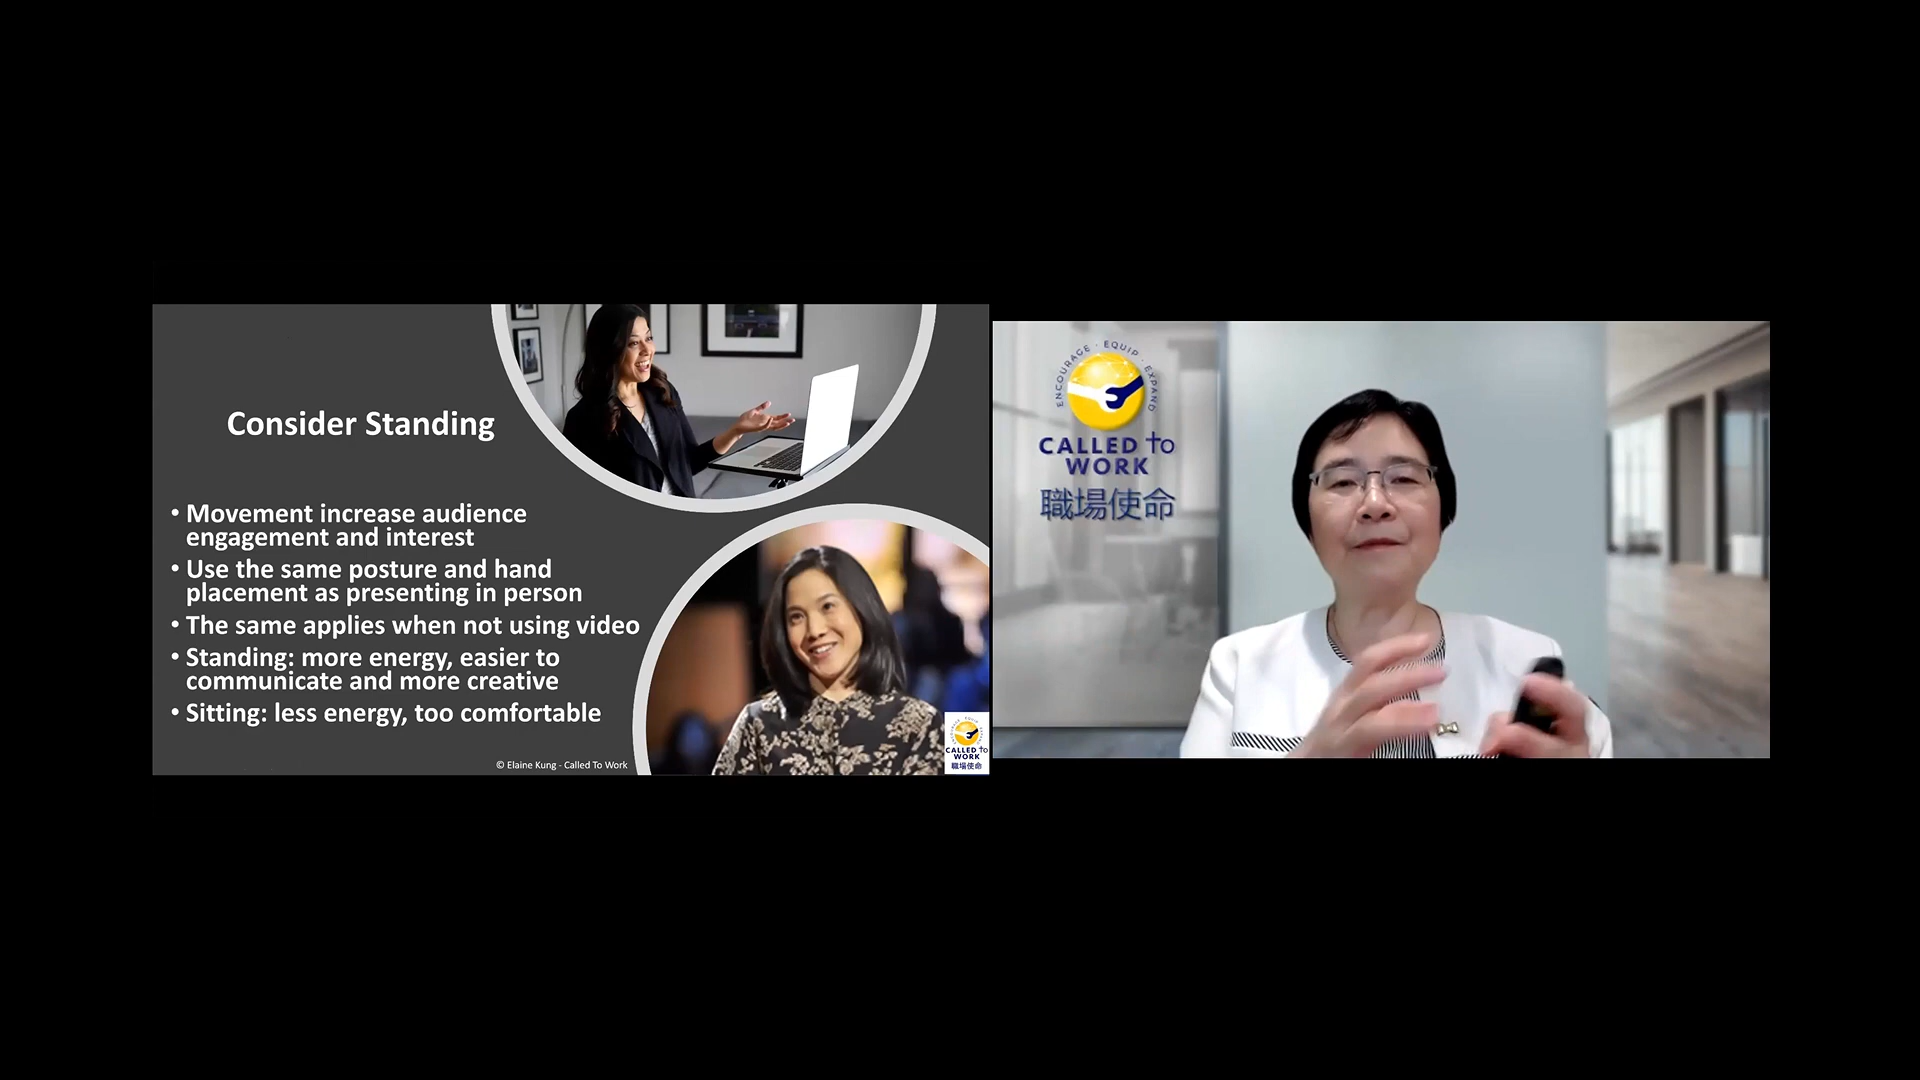 Consider Standing
• Movement increase audience
engagement and interest
• Use the same posture and hand
placement as presenting in person
• The same applies when not using video
• Standing: more energy, easier to
communicate and more creative
• Sitting: less energy, too comfortable
© Elaine Kung - Called To Work
CALLED to
WORK
職場使命
ENCOURAGE · EQUIP · EXPAND
CALLED to
WORK
職場使命